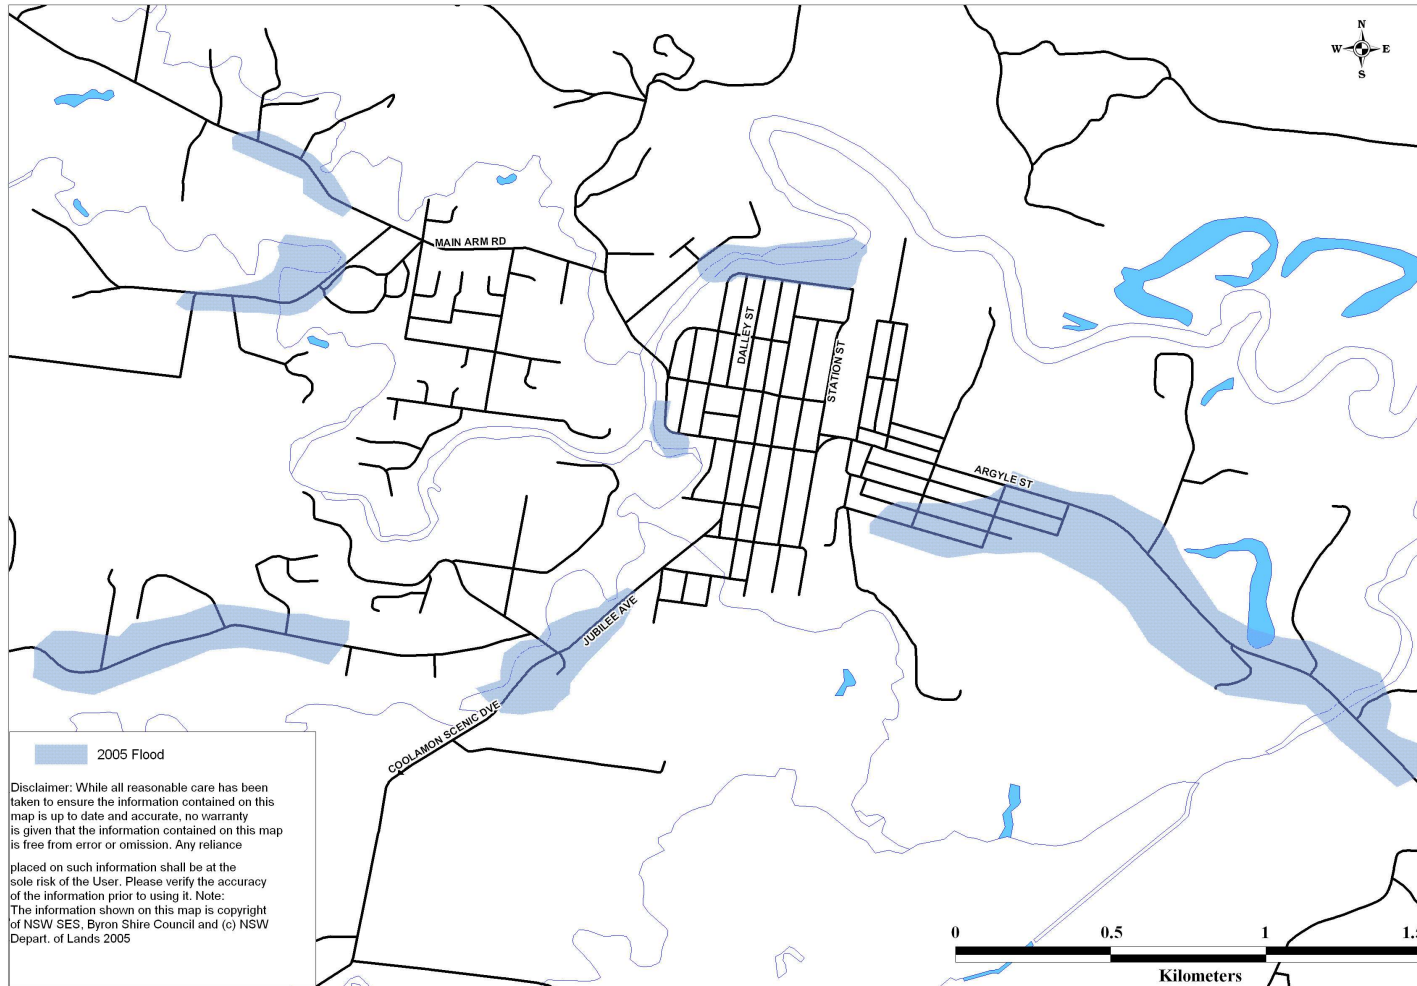 N
W E
S
MAIN ARM RD
DALLEY ST
STATION ST
ARGYLE ST
JUBILEE AVE
COOLAMON SCENIC DVE
2005 Flood
Disclaimer: While all reasonable care has been
taken to ensure the information contained on this
map is up to date and accurate, no warranty
is given that the information contained on this map
is free from error or omission. Any reliance
placed on such information shall be at the
sole risk of the User. Please verify the accuracy
of the information prior to using it. Note:
The information shown on this map is copyright
of NSW SES, Byron Shire Council and (c) NSW
Depart. of Lands 2005
0 0.5 1 1.5
Kilometers